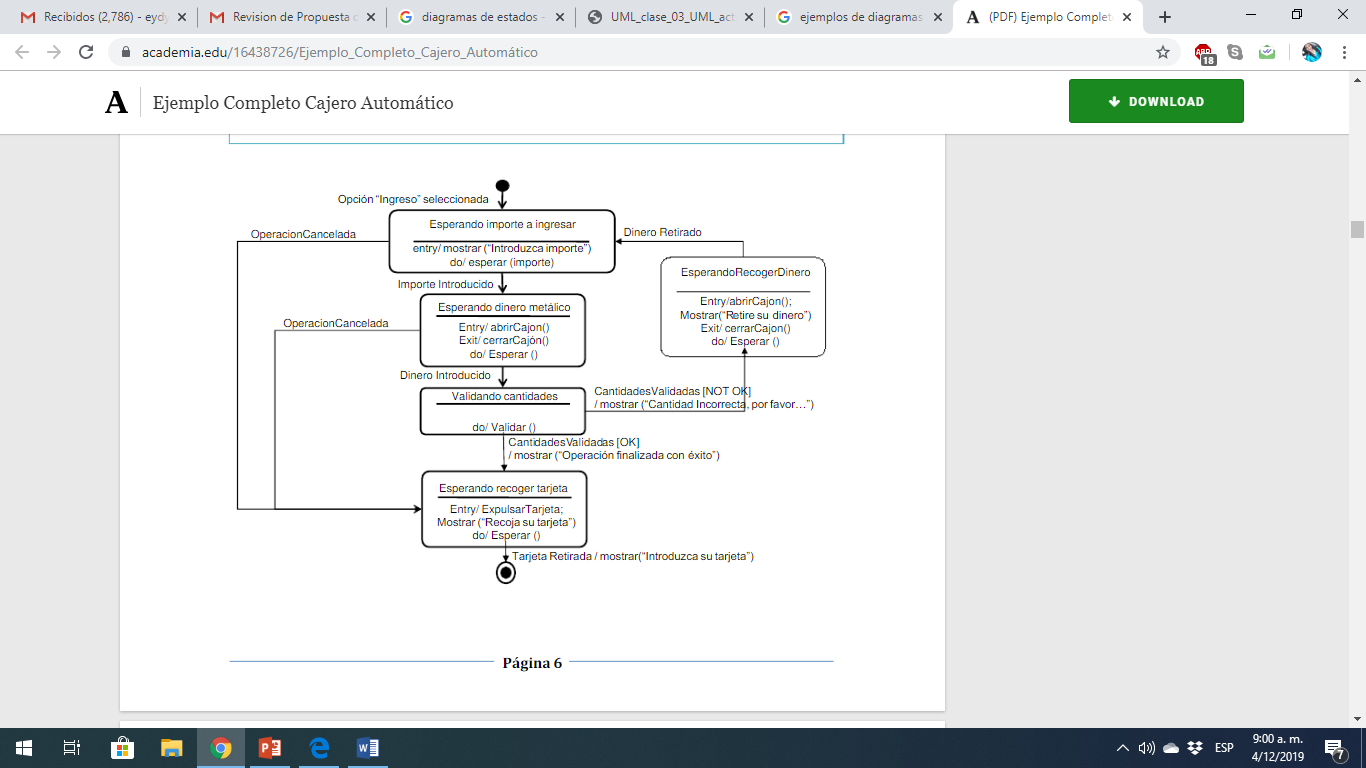 Recibidos (2,786) - eydy
Revision de Propuesta d
diagramas de estados -
UML_clase_03_UML_act
ejemplos de diagramas
(PDF) Ejemplo Complet
academia.edu/16438726/Ejemplo_Completo_Cajero_Automático
ABP
18
A
Ejemplo Completo Cajero Automático
DOWNLOAD
Opción “Ingreso” seleccionada
Esperando importe a ingresar
entry/ mostrar (“Introduzca importe”)
do/ esperar (importe)
OperacionCancelada
Dinero Retirado
EsperandoRecogerDinero
Entry/abrirCajon();
Mostrar(“Retire su dinero”)
Exit/ cerrarCajon()
do/ Esperar ()
Importe Introducido
Esperando dinero metálico
Entry/ abrirCajon()
Exit/ cerrarCajón()
do/ Esperar ()
OperacionCancelada
Dinero Introducido
Validando cantidades
do/ Validar ()
CantidadesValidadas [NOT OK]
/ mostrar (“Cantidad Incorrecta, por favor…”)
CantidadesValidadas [OK]
/ mostrar (“Operación finalizada con éxito”)
Esperando recoger tarjeta
Entry/ ExpulsarTarjeta;
Mostrar (“Recoja su tarjeta”)
do/ Esperar ()
Tarjeta Retirada / mostrar(“Introduzca su tarjeta”)
Página 6
ESP
9:00 a. m.
4/12/2019
7